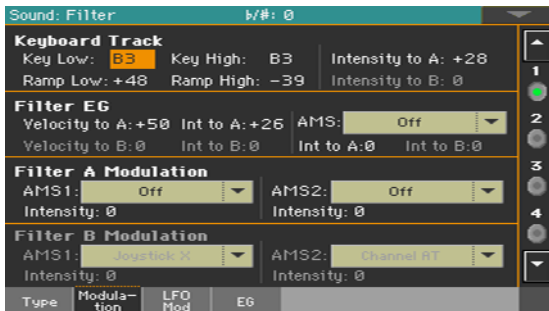 Sound: Filter ♭/#: 0
Keyboard Track
Key Low: B3 Key High: B3 Intensity to A: +28
Ramp Low: +48 Ramp High: -39 Intensity to B: 0
Filter EG
Velocity to A:+50 Int to A:+26 AMS: Off
Velocity to B:0 Int to B:0 Int to A:0 Int to B:0
Filter A Modulation
AMS1: Off AMS2: Off
Intensity: 0 Intensity: 0
Filter B Modulation
AMS1: Joystick X AMS2: Channel AT
Intensity: 0 Intensity: 0
Type Modula-tion LFO Mod EG
1
2
3
4